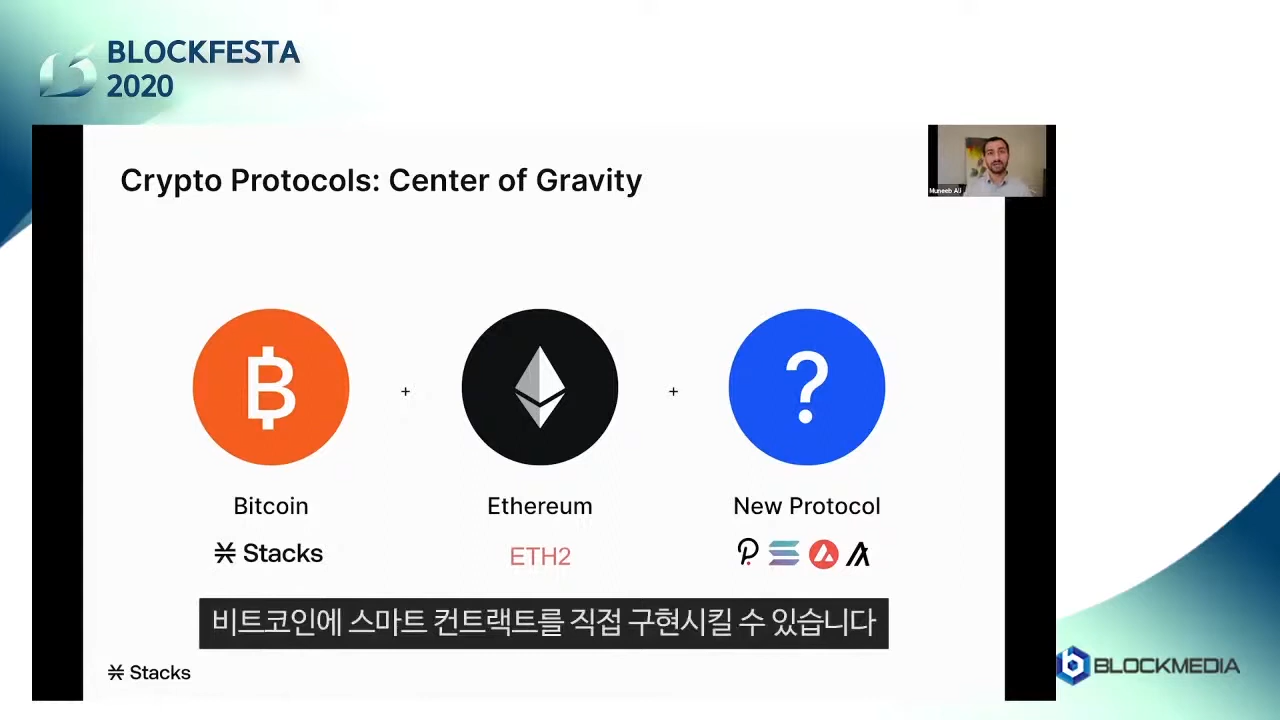 BLOCKFESTA
2020
Crypto Protocols: Center of Gravity
Muneeb Ali
+
+
Bitcoin
Ethereum
New Protocol
Stacks
ETH2
비트코인에 스마트 컨트랙트를 직접 구현시킬 수 있습니다
Stacks
BLOCKMEDIA